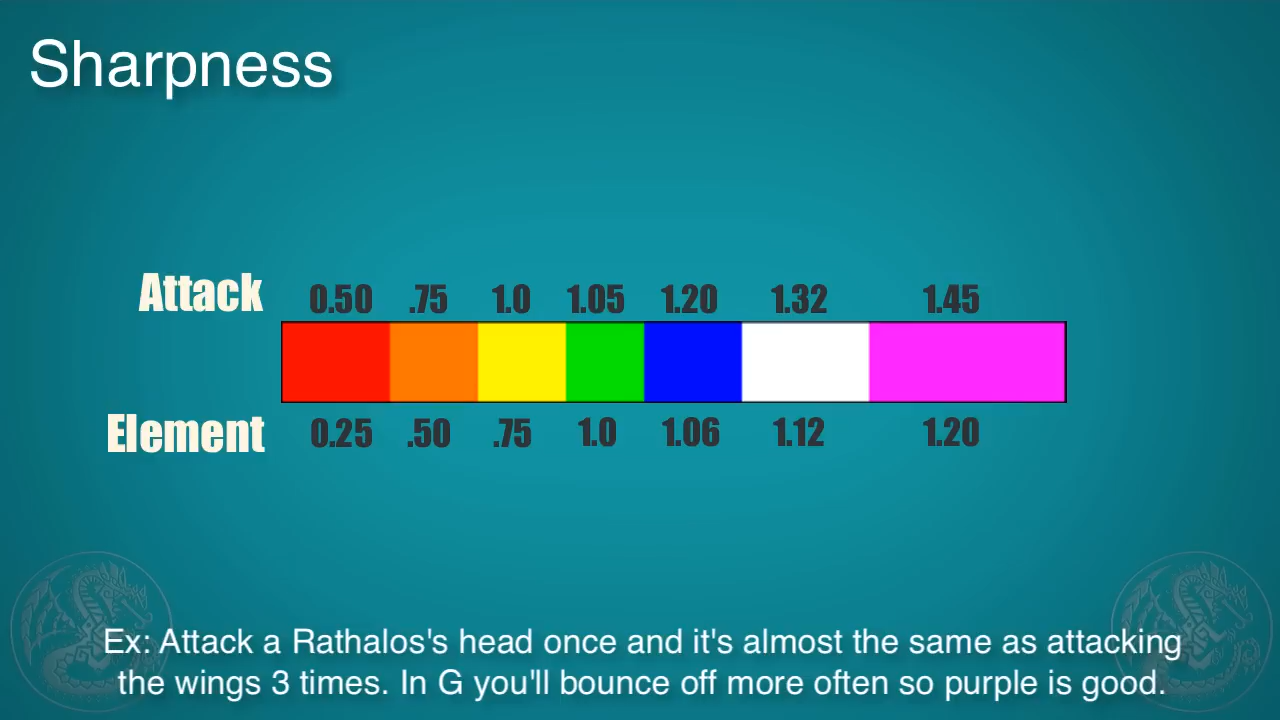 Sharpness
Attack 0.50 .75 1.0 1.05 1.20 1.32 1.45
Element 0.25 .50 .75 1.0 1.06 1.12 1.20
Ex: Attack a Rathalos's head once and it's almost the same as attacking
the wings 3 times. In G you'll bounce off more often so purple is good.